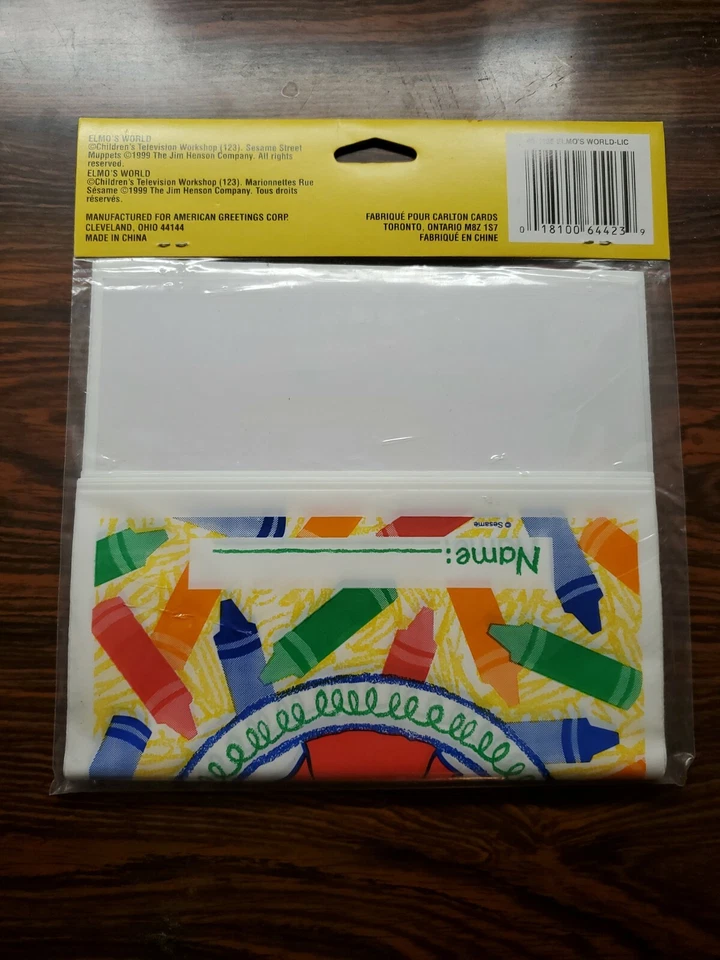 ELMO'S WORLD
©Children's Television Workshop (123). Sesame Street
Muppets ©1999 The Jim Henson Company. All rights
reserved.
ELMO'S WORLD
©Children's Television Workshop (123). Marionnettes Rue
Sésame ©1999 The Jim Henson Company. Tous droits
réservés.
MANUFACTURED FOR AMERICAN GREETINGS CORP.
CLEVELAND, OHIO 44144
MADE IN CHINA
FABRIQUÉ POUR CARLTON CARDS
TORONTO, ONTARIO M8Z 1S7
FABRIQUÉ EN CHINE
ELMO'S WORLD-LIC
0 18100 64423 9
© Sesame
Name: